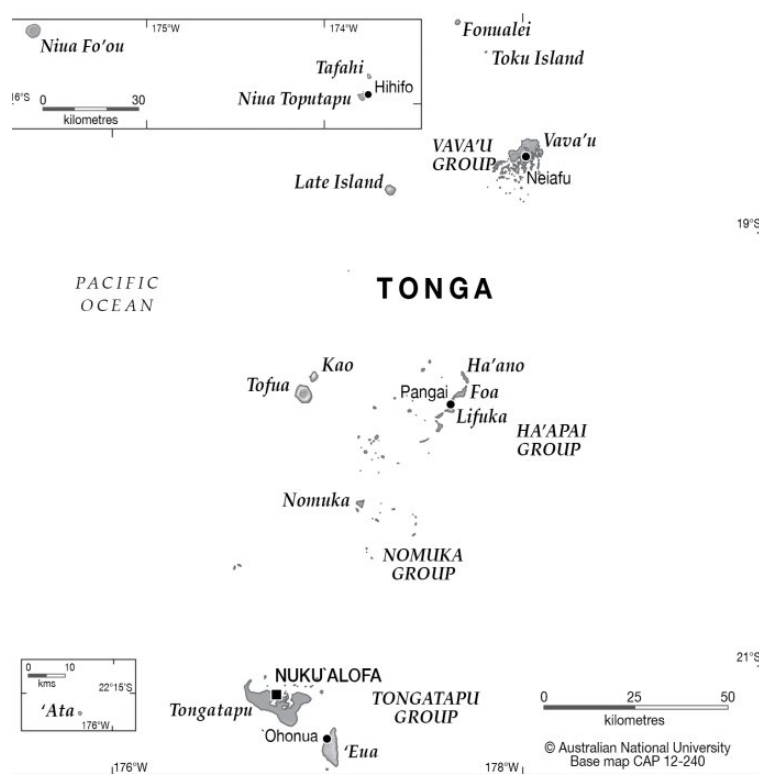 175°W
174°W
Niua Fo'ou
Fonualei
Toku Island
Tafahi
Hihifo
Niua Toputapu
16°S
0 30
kilometres
VAVA'U
GROUP
Vava'u
Neiafu
Late Island
19°S
PACIFIC
OCEAN
TONGA
Kao
Tofua
Ha'ano
Pangai
Foa
Lifuka
HA'APAI
GROUP
Nomuka
NOMUKA
GROUP
21°S
0 10
kms
22°15'S
'Ata
176°W
NUKU`ALOFA
Tongatapu
TONGATAPU
GROUP
`Ohonua
'Eua
0 25 50
kilometres
© Australian National University
Base map CAP 12-240
176°W
178°W